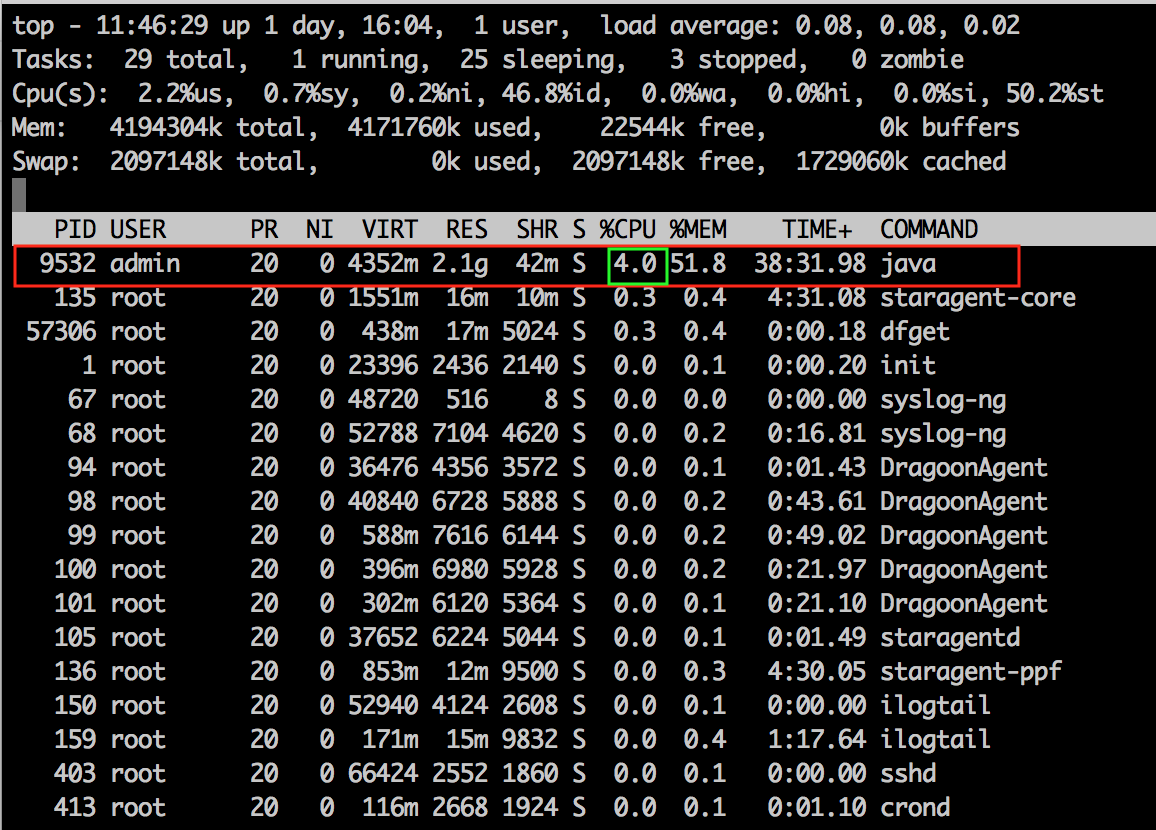 top - 11:46:29 up 1 day, 16:04,  1 user,  load average: 0.08, 0.08, 0.02
Tasks:  29 total,   1 running,  25 sleeping,   3 stopped,   0 zombie
Cpu(s):  2.2%us,  0.7%sy,  0.2%ni, 46.8%id,  0.0%wa,  0.0%hi,  0.0%si, 50.2%st
Mem:   4194304k total,  4171760k used,    22544k free,        0k buffers
Swap:  2097148k total,        0k used,  2097148k free,  1729060k cached
PID USER      PR  NI  VIRT  RES  SHR S %CPU %MEM    TIME+  COMMAND
9532 admin     20   0 4352m 2.1g  42m S  4.0 51.8  38:31.98 java
135 root      20   0 1551m  16m  10m S  0.3  0.4   4:31.08 staragent-core
57306 root      20   0  438m  17m 5024 S  0.3  0.4   0:00.18 dfget
1 root      20   0 23396 2436 2140 S  0.0  0.1   0:00.20 init
67 root      20   0 48720  516    8 S  0.0  0.0   0:00.00 syslog-ng
68 root      20   0 52788 7104 4620 S  0.0  0.2   0:16.81 syslog-ng
94 root      20   0 36476 4356 3572 S  0.0  0.1   0:01.43 DragoonAgent
98 root      20   0 40840 6728 5888 S  0.0  0.2   0:43.61 DragoonAgent
99 root      20   0  588m 7616 6144 S  0.0  0.2   0:49.02 DragoonAgent
100 root      20   0  396m 6980 5928 S  0.0  0.2   0:21.97 DragoonAgent
101 root      20   0  302m 6120 5364 S  0.0  0.1   0:21.10 DragoonAgent
105 root      20   0 37652 6224 5044 S  0.0  0.1   0:01.49 staragentd
136 root      20   0  853m  12m 9500 S  0.0  0.3   4:30.05 staragent-ppf
150 root      20   0 52940 4124 2608 S  0.0  0.1   0:00.00 ilogtail
159 root      20   0  171m  15m 9832 S  0.0  0.4   1:17.64 ilogtail
403 root      20   0 66424 2552 1860 S  0.0  0.1   0:00.00 sshd
413 root      20   0  116m 2668 1924 S  0.0  0.1   0:01.10 crond